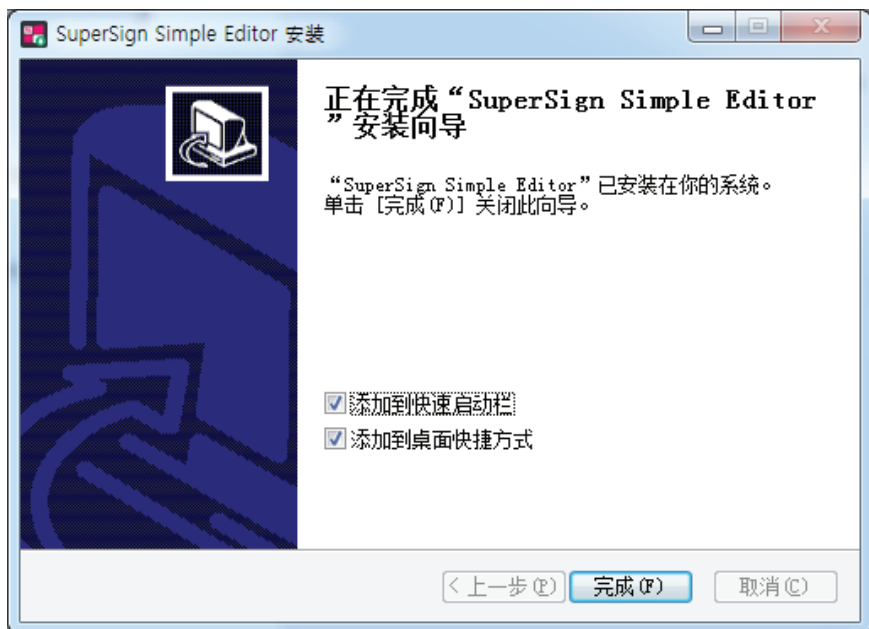 SuperSign Simple Editor 安装
正在完成“SuperSign Simple Editor
”安装向导
“SuperSign Simple Editor”已安装在你的系统。
单击 [完成(F)] 关闭此向导。
添加到快速启动栏
添加到桌面快捷方式
< 上一步(P) 完成(F) 取消(C)